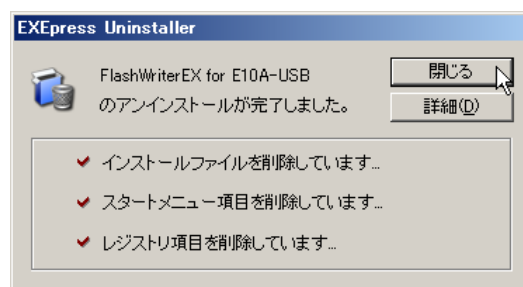 EXEpress Uninstaller
FlashWriterEX for E10A-USB
のアンインストールが完了しました。
閉じる
詳細(D)
インストールファイルを削除しています...
スタートメニュー項目を削除しています...
レジストリ項目を削除しています...